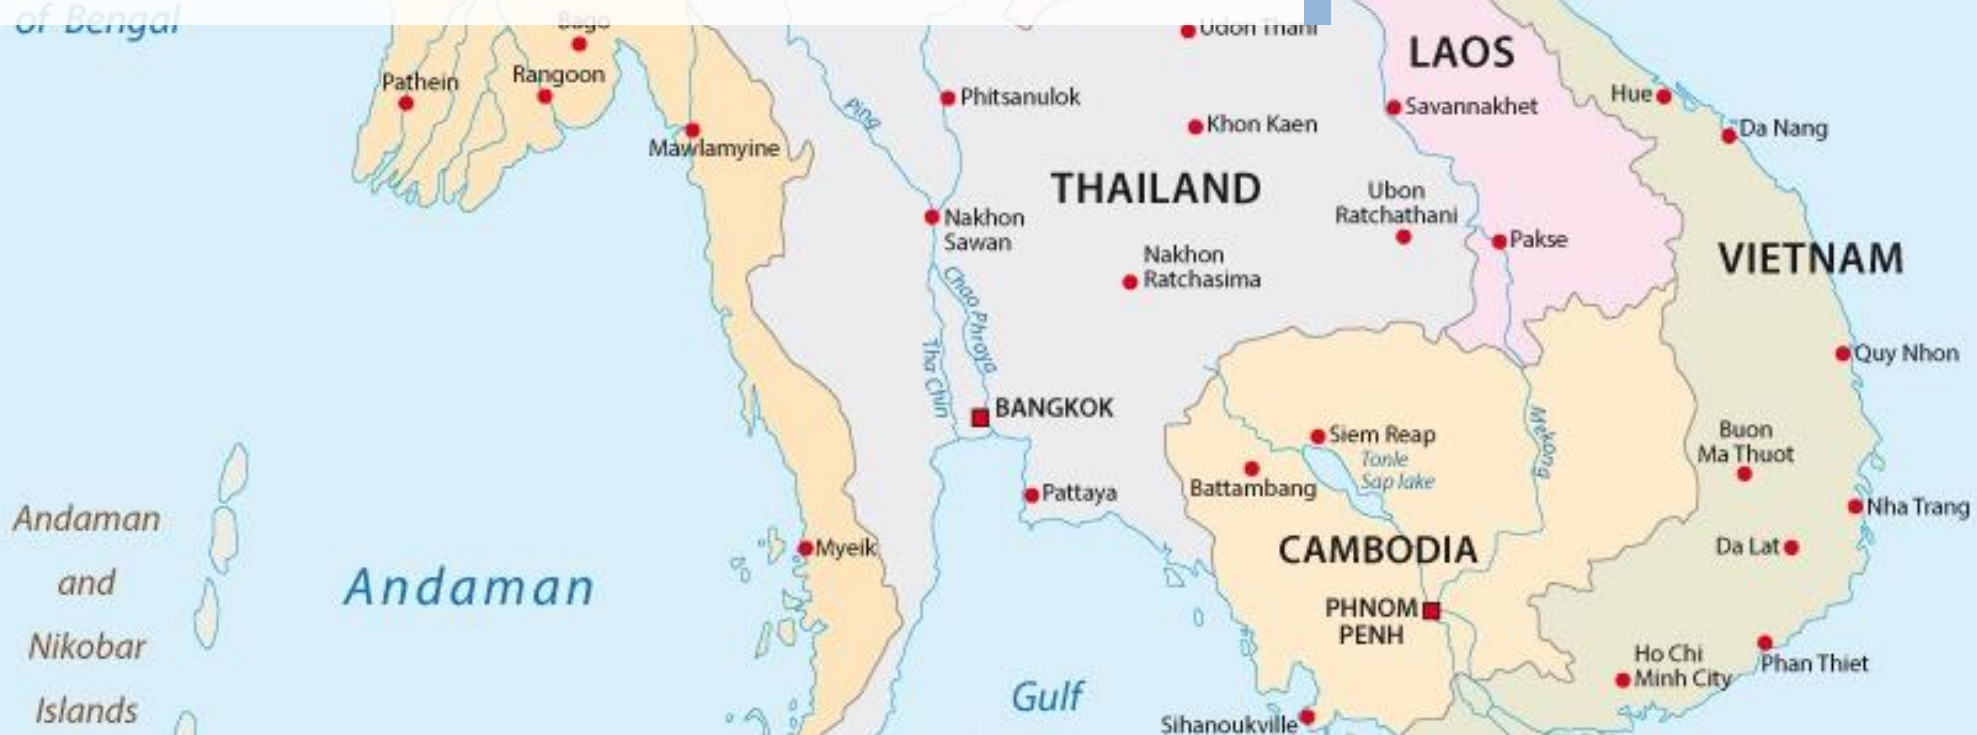 of Bengal
Bago
Udon Thani
LAOS
Pathein
Rangoon
Phitsanulok
Savannakhet
Hue
Ping
Khon Kaen
Da Nang
Mawlamyine
THAILAND
Ubon
Ratchathani
Nakhon
Sawan
Pakse
Nakhon
Ratchasima
VIETNAM
Chao Phraya
Tha Chin
Quy Nhon
BANGKOK
Mekong
Siem Reap
Tonle
Sap lake
Buon
Ma Thuot
Battambang
Pattaya
Nha Trang
Andaman
and
Nikobar
Islands
Myeik
CAMBODIA
Da Lat
Andaman
PHNOM
PENH
Ho Chi
Minh City
Phan Thiet
Gulf
Sihanoukville